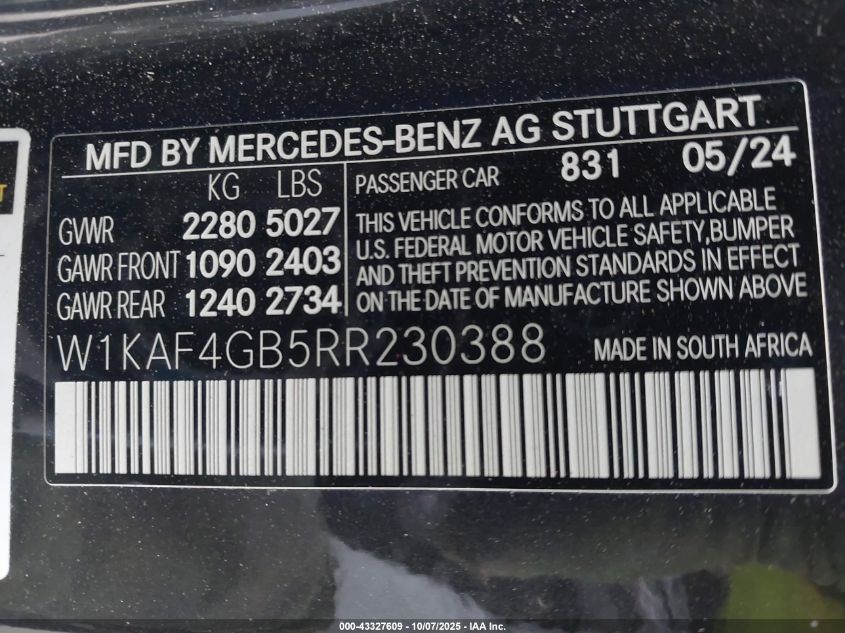 MFD BY MERCEDES-BENZ AG STUTTGART
KG LBS
GVWR 2280 5027
GAWR FRONT 1090 2403
GAWR REAR 1240 2734
PASSENGER CAR 831 05/24
THIS VEHICLE CONFORMS TO ALL APPLICABLE
U.S. FEDERAL MOTOR VEHICLE SAFETY,BUMPER
AND THEFT PREVENTION STANDARDS IN EFFECT
ON THE DATE OF MANUFACTURE SHOWN ABOVE
W1KAF4GB5RR230388 MADE IN SOUTH AFRICA
000-43327609 - 10/07/2025 - IAA Inc.